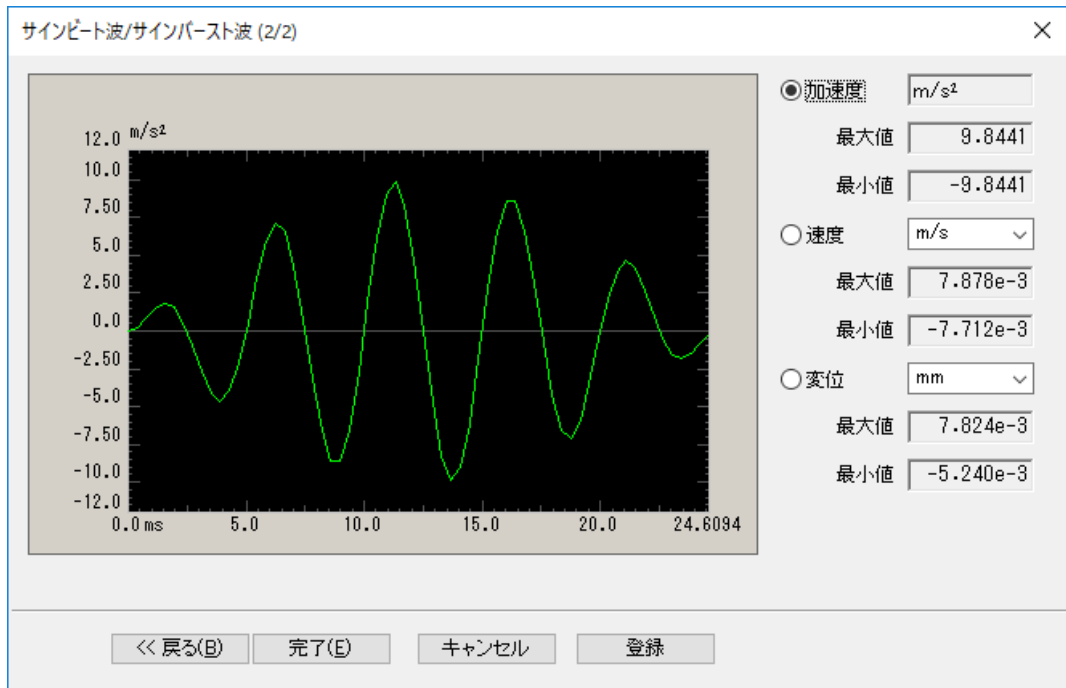 サインビート波/サインバースト波 (2/2)
m/s²
12.0
10.0
7.50
5.0
2.50
0.0
-2.50
-5.0
-7.50
-10.0
-12.0
0.0 ms 5.0 10.0 15.0 20.0 24.6094
加速度 m/s²
最大値 9.8441
最小値 -9.8441
速度 m/s
最大値 7.878e-3
最小値 -7.712e-3
変位 mm
最大値 7.824e-3
最小値 -5.240e-3
<< 戻る(B) 完了(E) キャンセル 登録